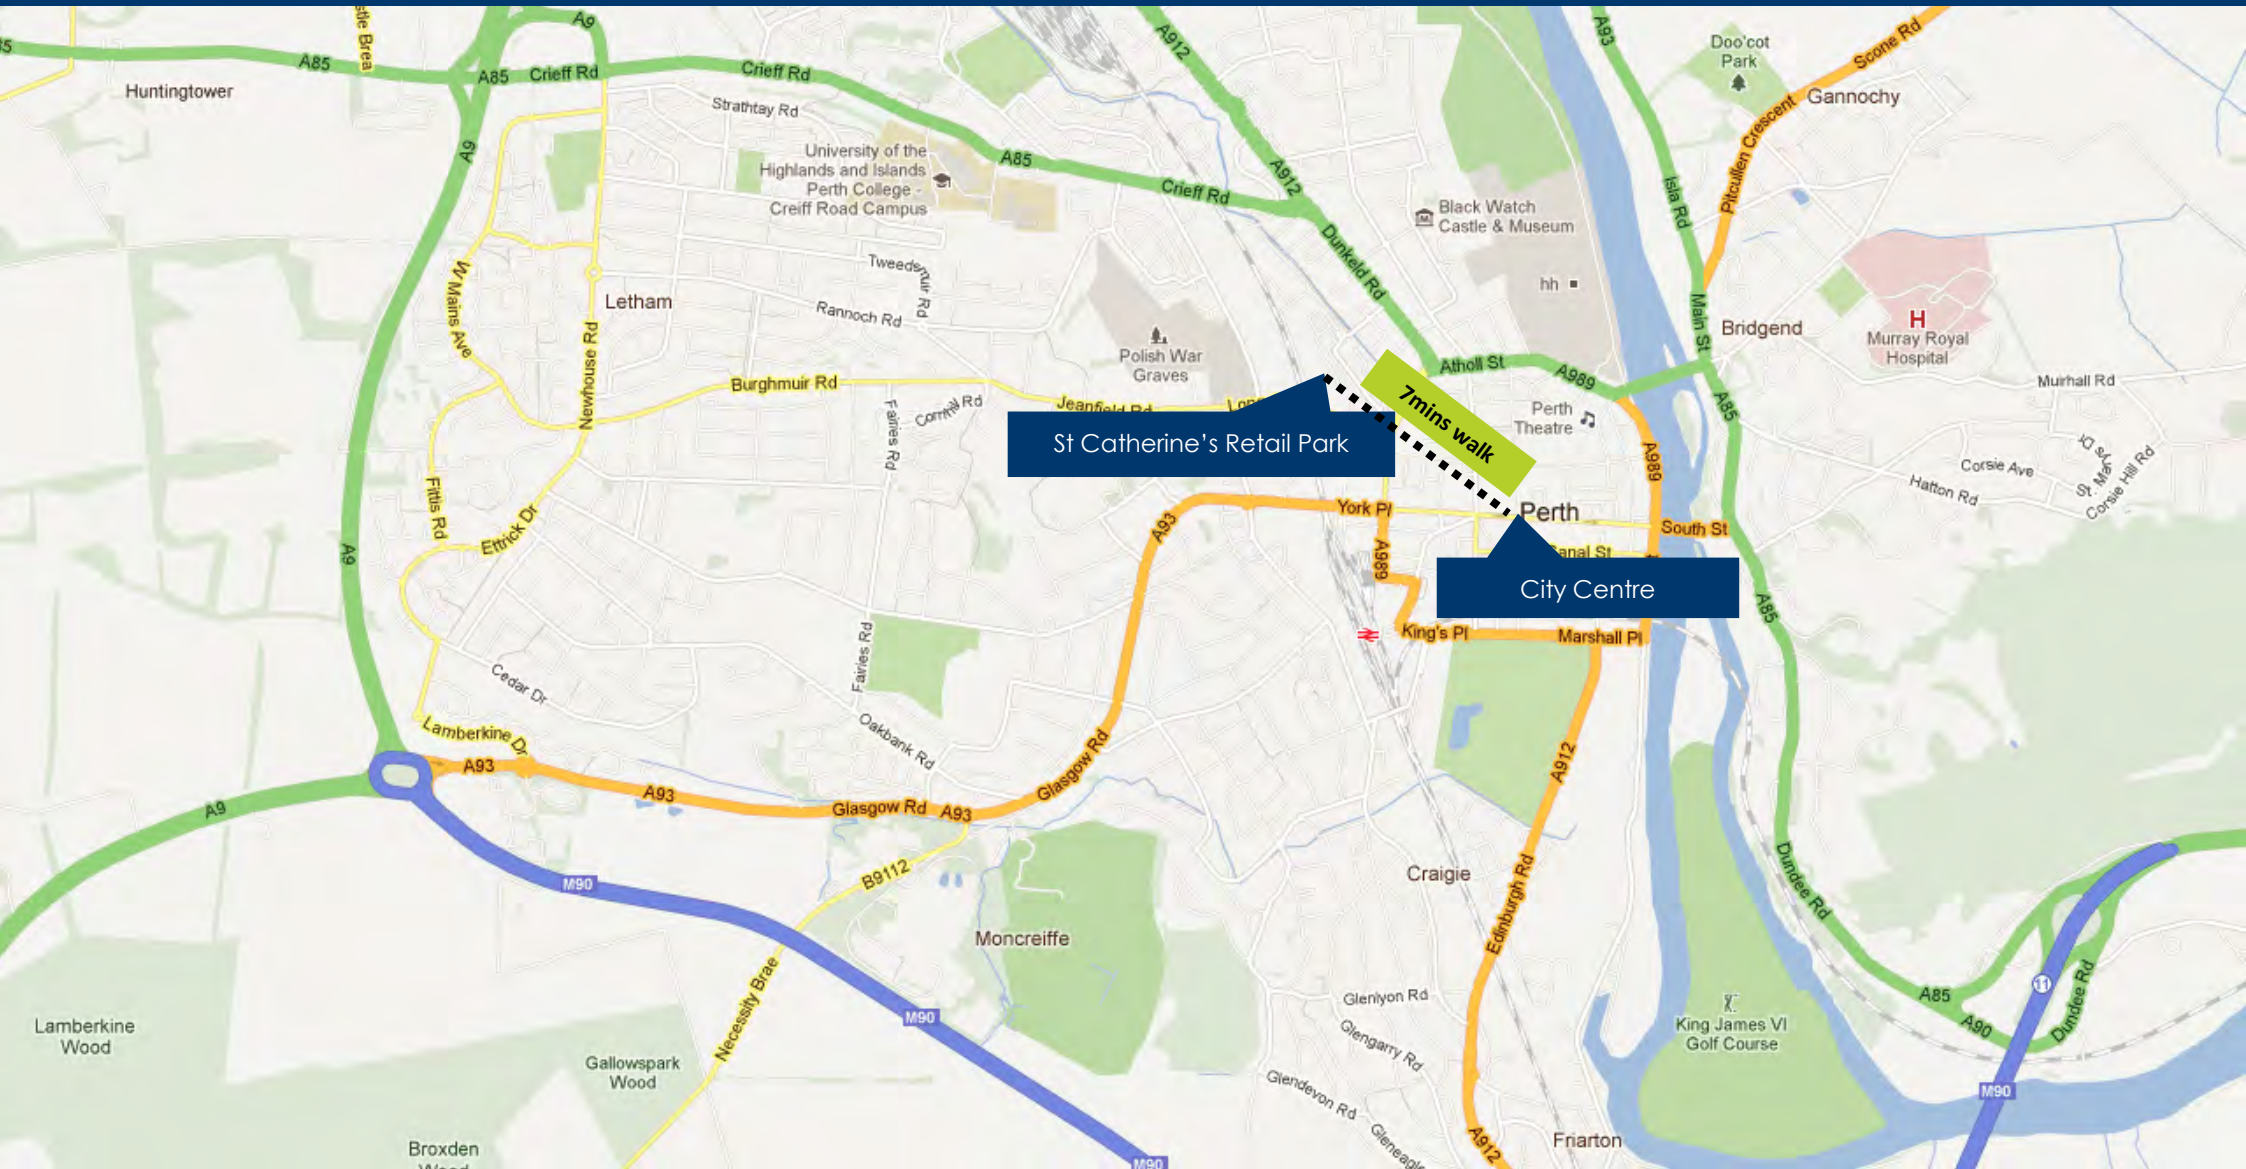 A9
A912
A93
Scone Rd
Doo'cot
Park
A85
A85
Crieff Rd
Crieff Rd
Huntingtower
Gannochy
Strathtay Rd
Pitcullen Crescent
A9
University of the
Highlands and Islands
Perth College -
Creiff Road Campus
A85
A912
Crieff Rd
Isla Rd
Black Watch
Castle & Museum
Dunkeld Rd
Tweedsmuir Rd
hh
W Mains Ave
Letham
Rannoch Rd
Main St
Bridgend
H
Murray Royal
Hospital
Newhouse Rd
Polish War
Graves
Atholl St
A989
Muirhall Rd
Burghmuir Rd
Jeanfield Rd
Cornhill Rd
Fairies Rd
7mins walk
Perth
Theatre
A85
St Catherine's Retail Park
A989
Corsie Ave
Hatton Rd
Corsie Hill Rd
Fittis Rd
Ettrick Dr
A93
York Pl
Perth
South St
A9
A989
City Centre
A85
King's Pl
Marshall Pl
Fairies Rd
Cedar Dr
Lamberkine Dr
Oakbank Rd
Glasgow Rd
A912
A93
A93
A9
Glasgow Rd
A93
M90
B9112
Craigie
Edinburgh Rd
Dundee Rd
Moncreiffe
Necessity Brae
Glenlyon Rd
A85
11
Dundee Rd
M90
A90
Lamberkine
Wood
Glengarry Rd
King James VI
Golf Course
Gallowspark
Wood
Glendevon Rd
M90
Friarton
A912
Broxden
M90